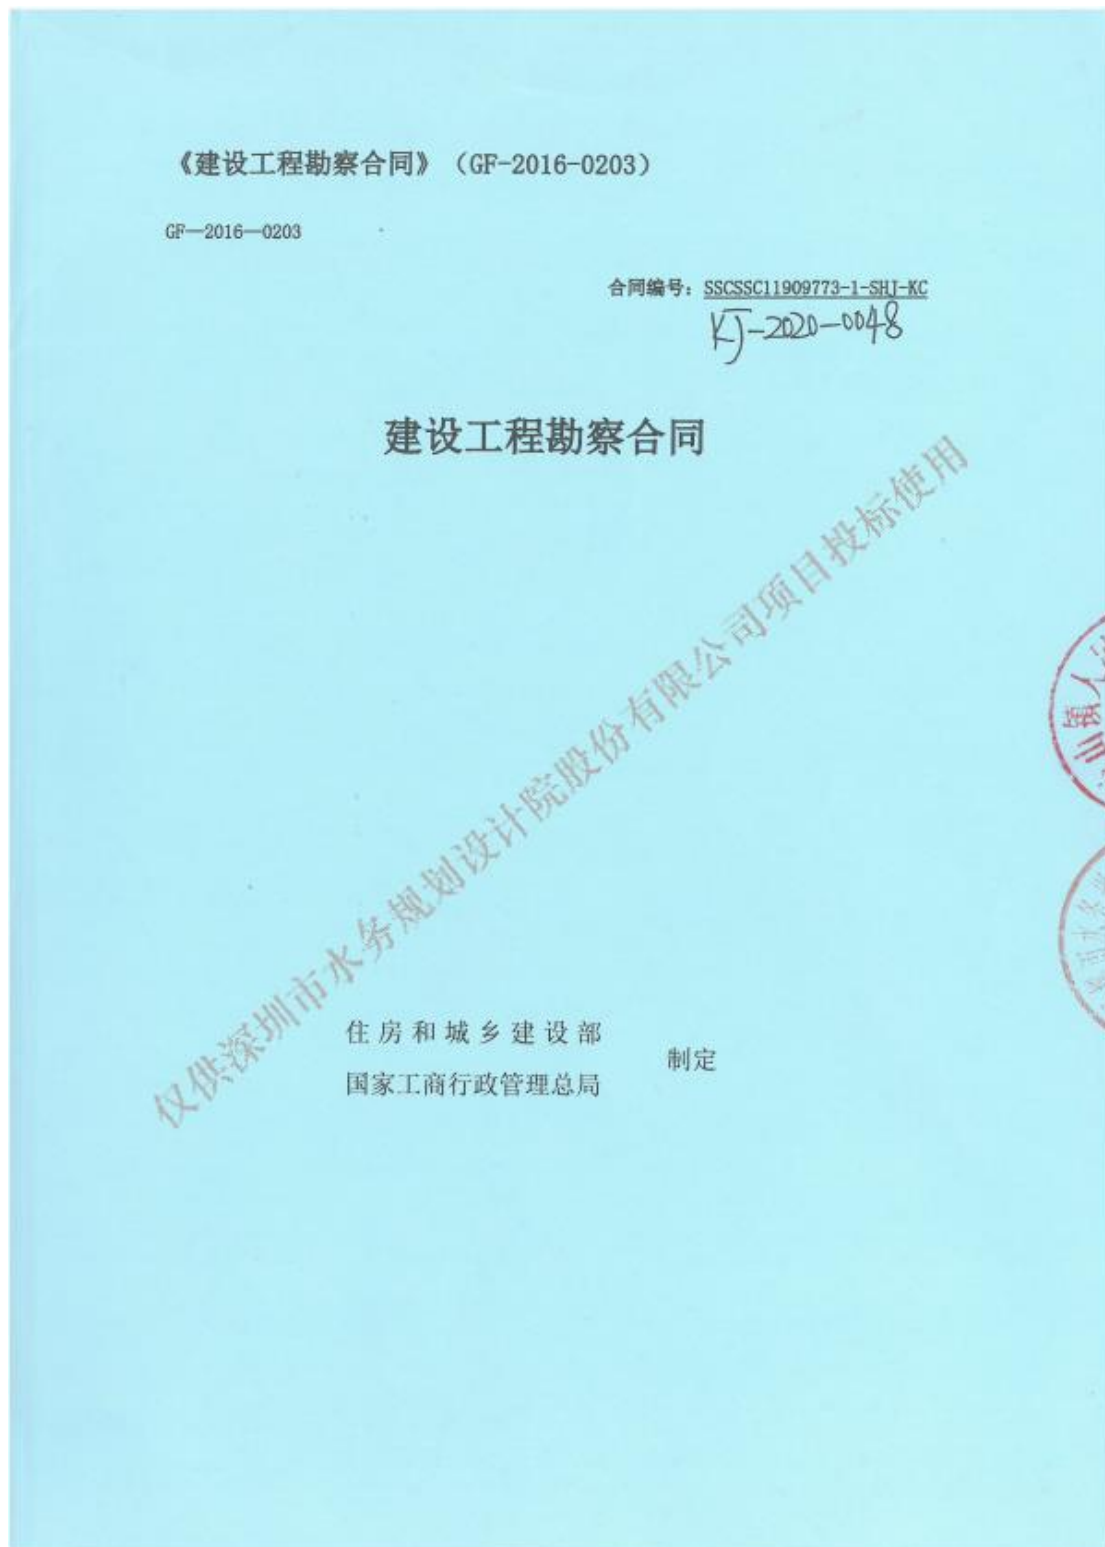 《建设工程勘察合同》（GF-2016-0203）
GF—2016—0203
合同编号：SSCSSC11909773-1-SHJ-KC
KJ-2020-0048
建设工程勘察合同
仅供深圳市水务规划设计院股份有限公司项目投标使用
住房和城乡建设部
国家工商行政管理总局
制定
镇人